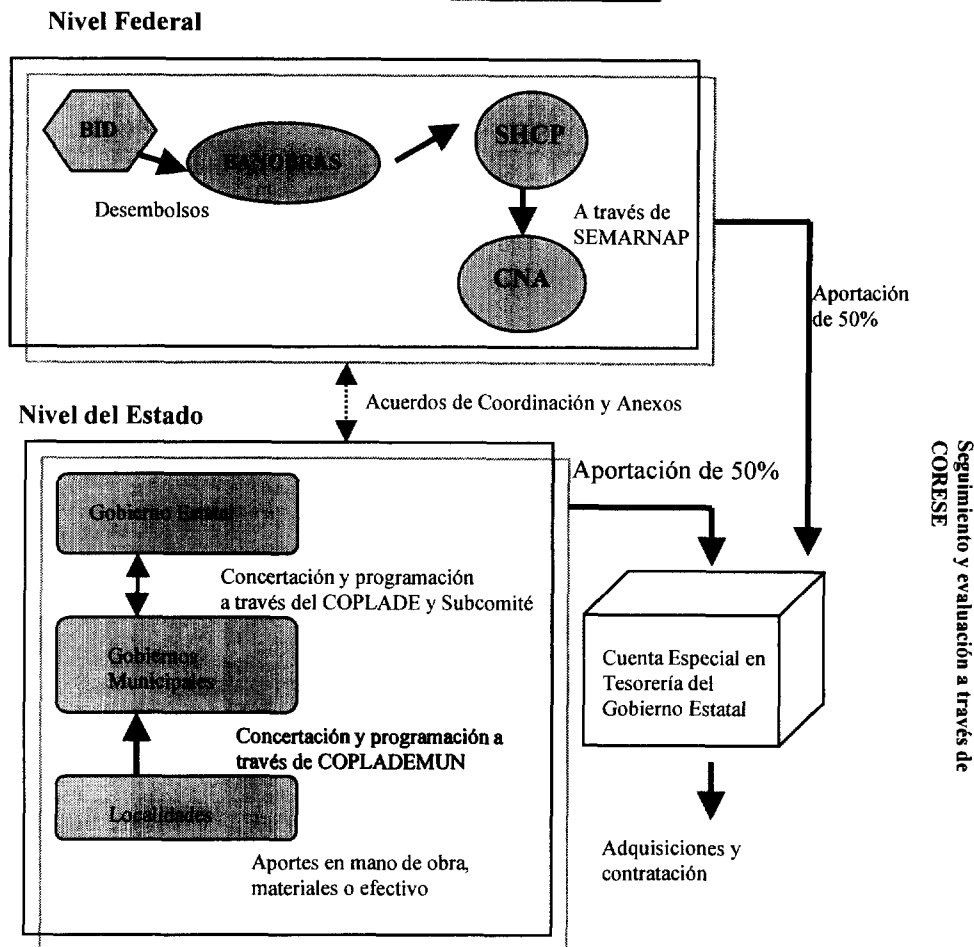 Nivel Federal
BID
BANOBRAS
SHCP
Desembolsos
A través de
SEMARNAP
CNA
Aportación
de 50%
Acuerdos de Coordinación y Anexos
Nivel del Estado
Aportación de 50%
Gobierno Estatal
Concertación y programación
a través del COPLADE y Subcomité
Gobiernos
Municipales
Cuenta Especial en
Tesorería del
Gobierno Estatal
Concertación y programación a
través de COPLADEMUN
Localidades
Aportes en mano de obra,
materiales o efectivo
Adquisiciones y
contratación
Seguimiento y evaluación a través de
CORESE